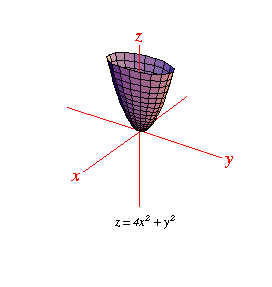 z
y
x
z = 4x² + y²